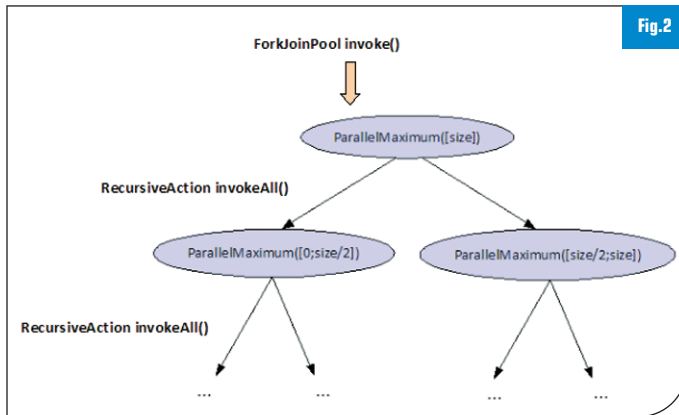 Fig.2
ForkJoinPool invoke()
ParallelMaximum([size])
RecursiveAction invokeAll()
ParallelMaximum([0;size/2])
ParallelMaximum([size/2;size])
RecursiveAction invokeAll()
... ... ... ...